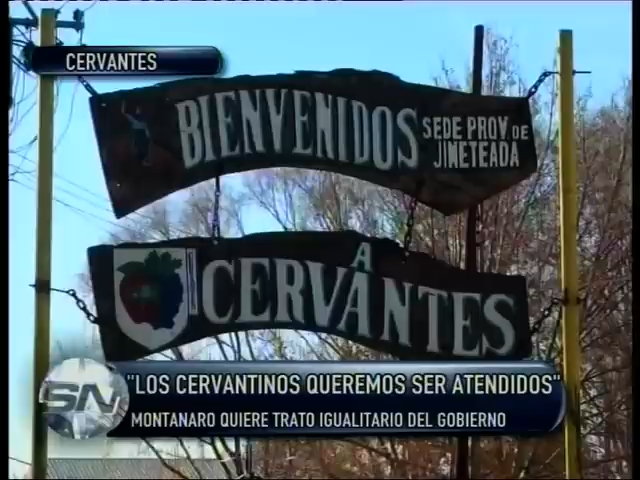 CERVANTES
BIENVENIDOS
SEDE PROV. DE
JINETEADA
A
CERVANTES
SN
"LOS CERVANTINOS QUEREMOS SER ATENDIDOS"
MONTANARO QUIERE TRATO IGUALITARIO DEL GOBIERNO